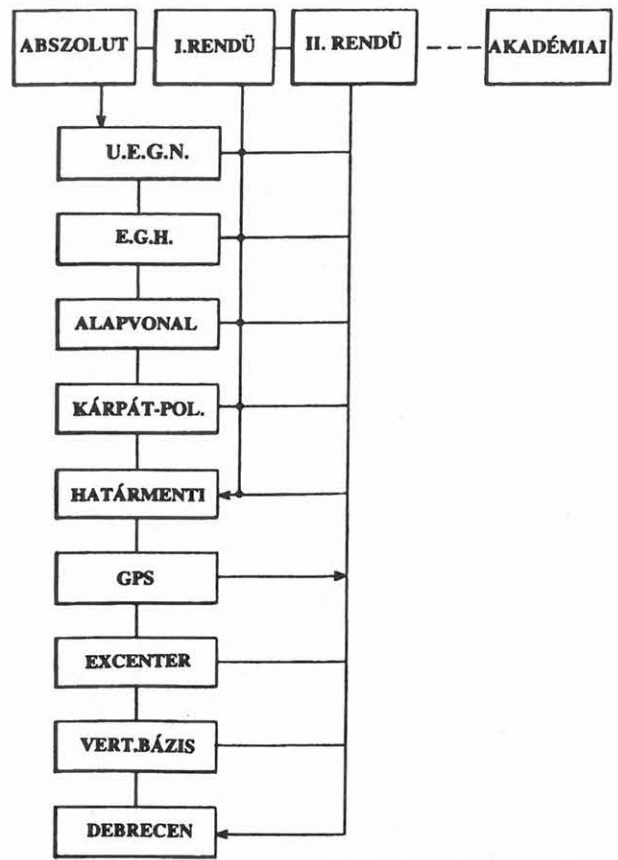 ABSZOLUT
I.RENDÜ
II. RENDÜ
AKADÉMIAI
U.E.G.N.
E.G.H.
ALAPVONAL
KÁRPÁT-POL.
HATÁRMENTI
GPS
EXCENTER
VERT.BÁZIS
DEBRECEN